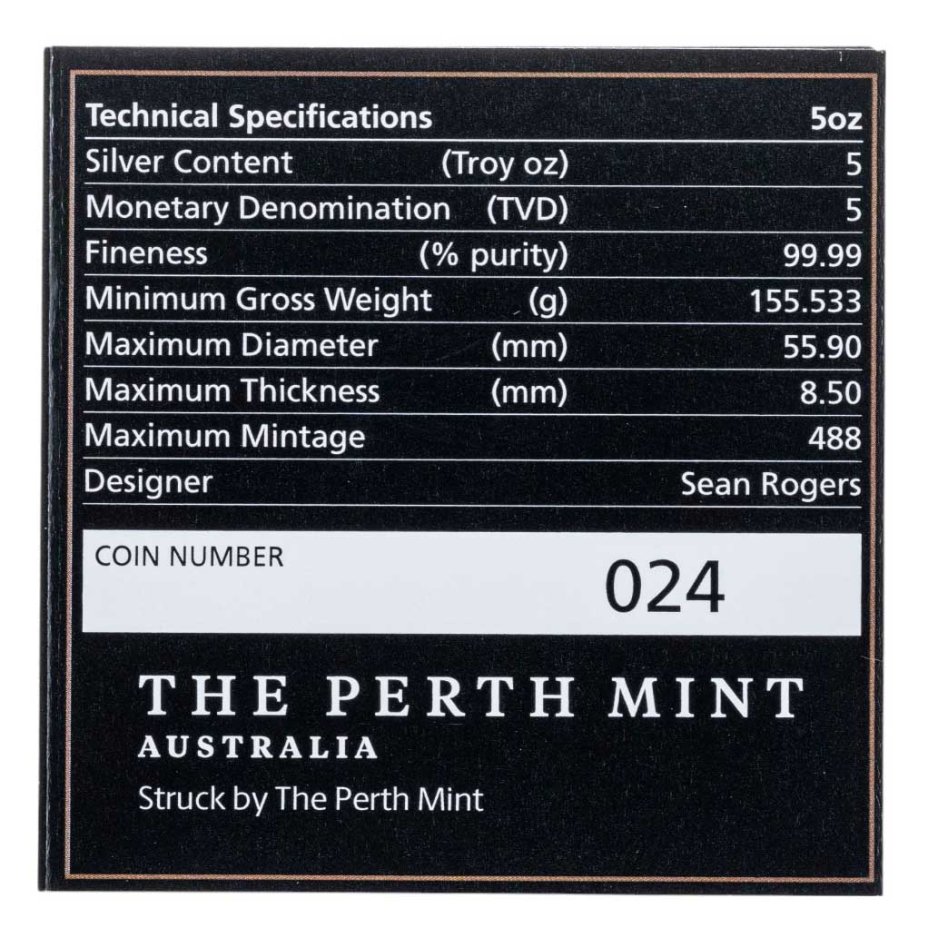 Technical Specifications 5oz
Silver Content (Troy oz) 5
Monetary Denomination (TVD) 5
Fineness (% purity) 99.99
Minimum Gross Weight (g) 155.533
Maximum Diameter (mm) 55.90
Maximum Thickness (mm) 8.50
Maximum Mintage 488
Designer Sean Rogers
COIN NUMBER 024
THE PERTH MINT
AUSTRALIA
Struck by The Perth Mint